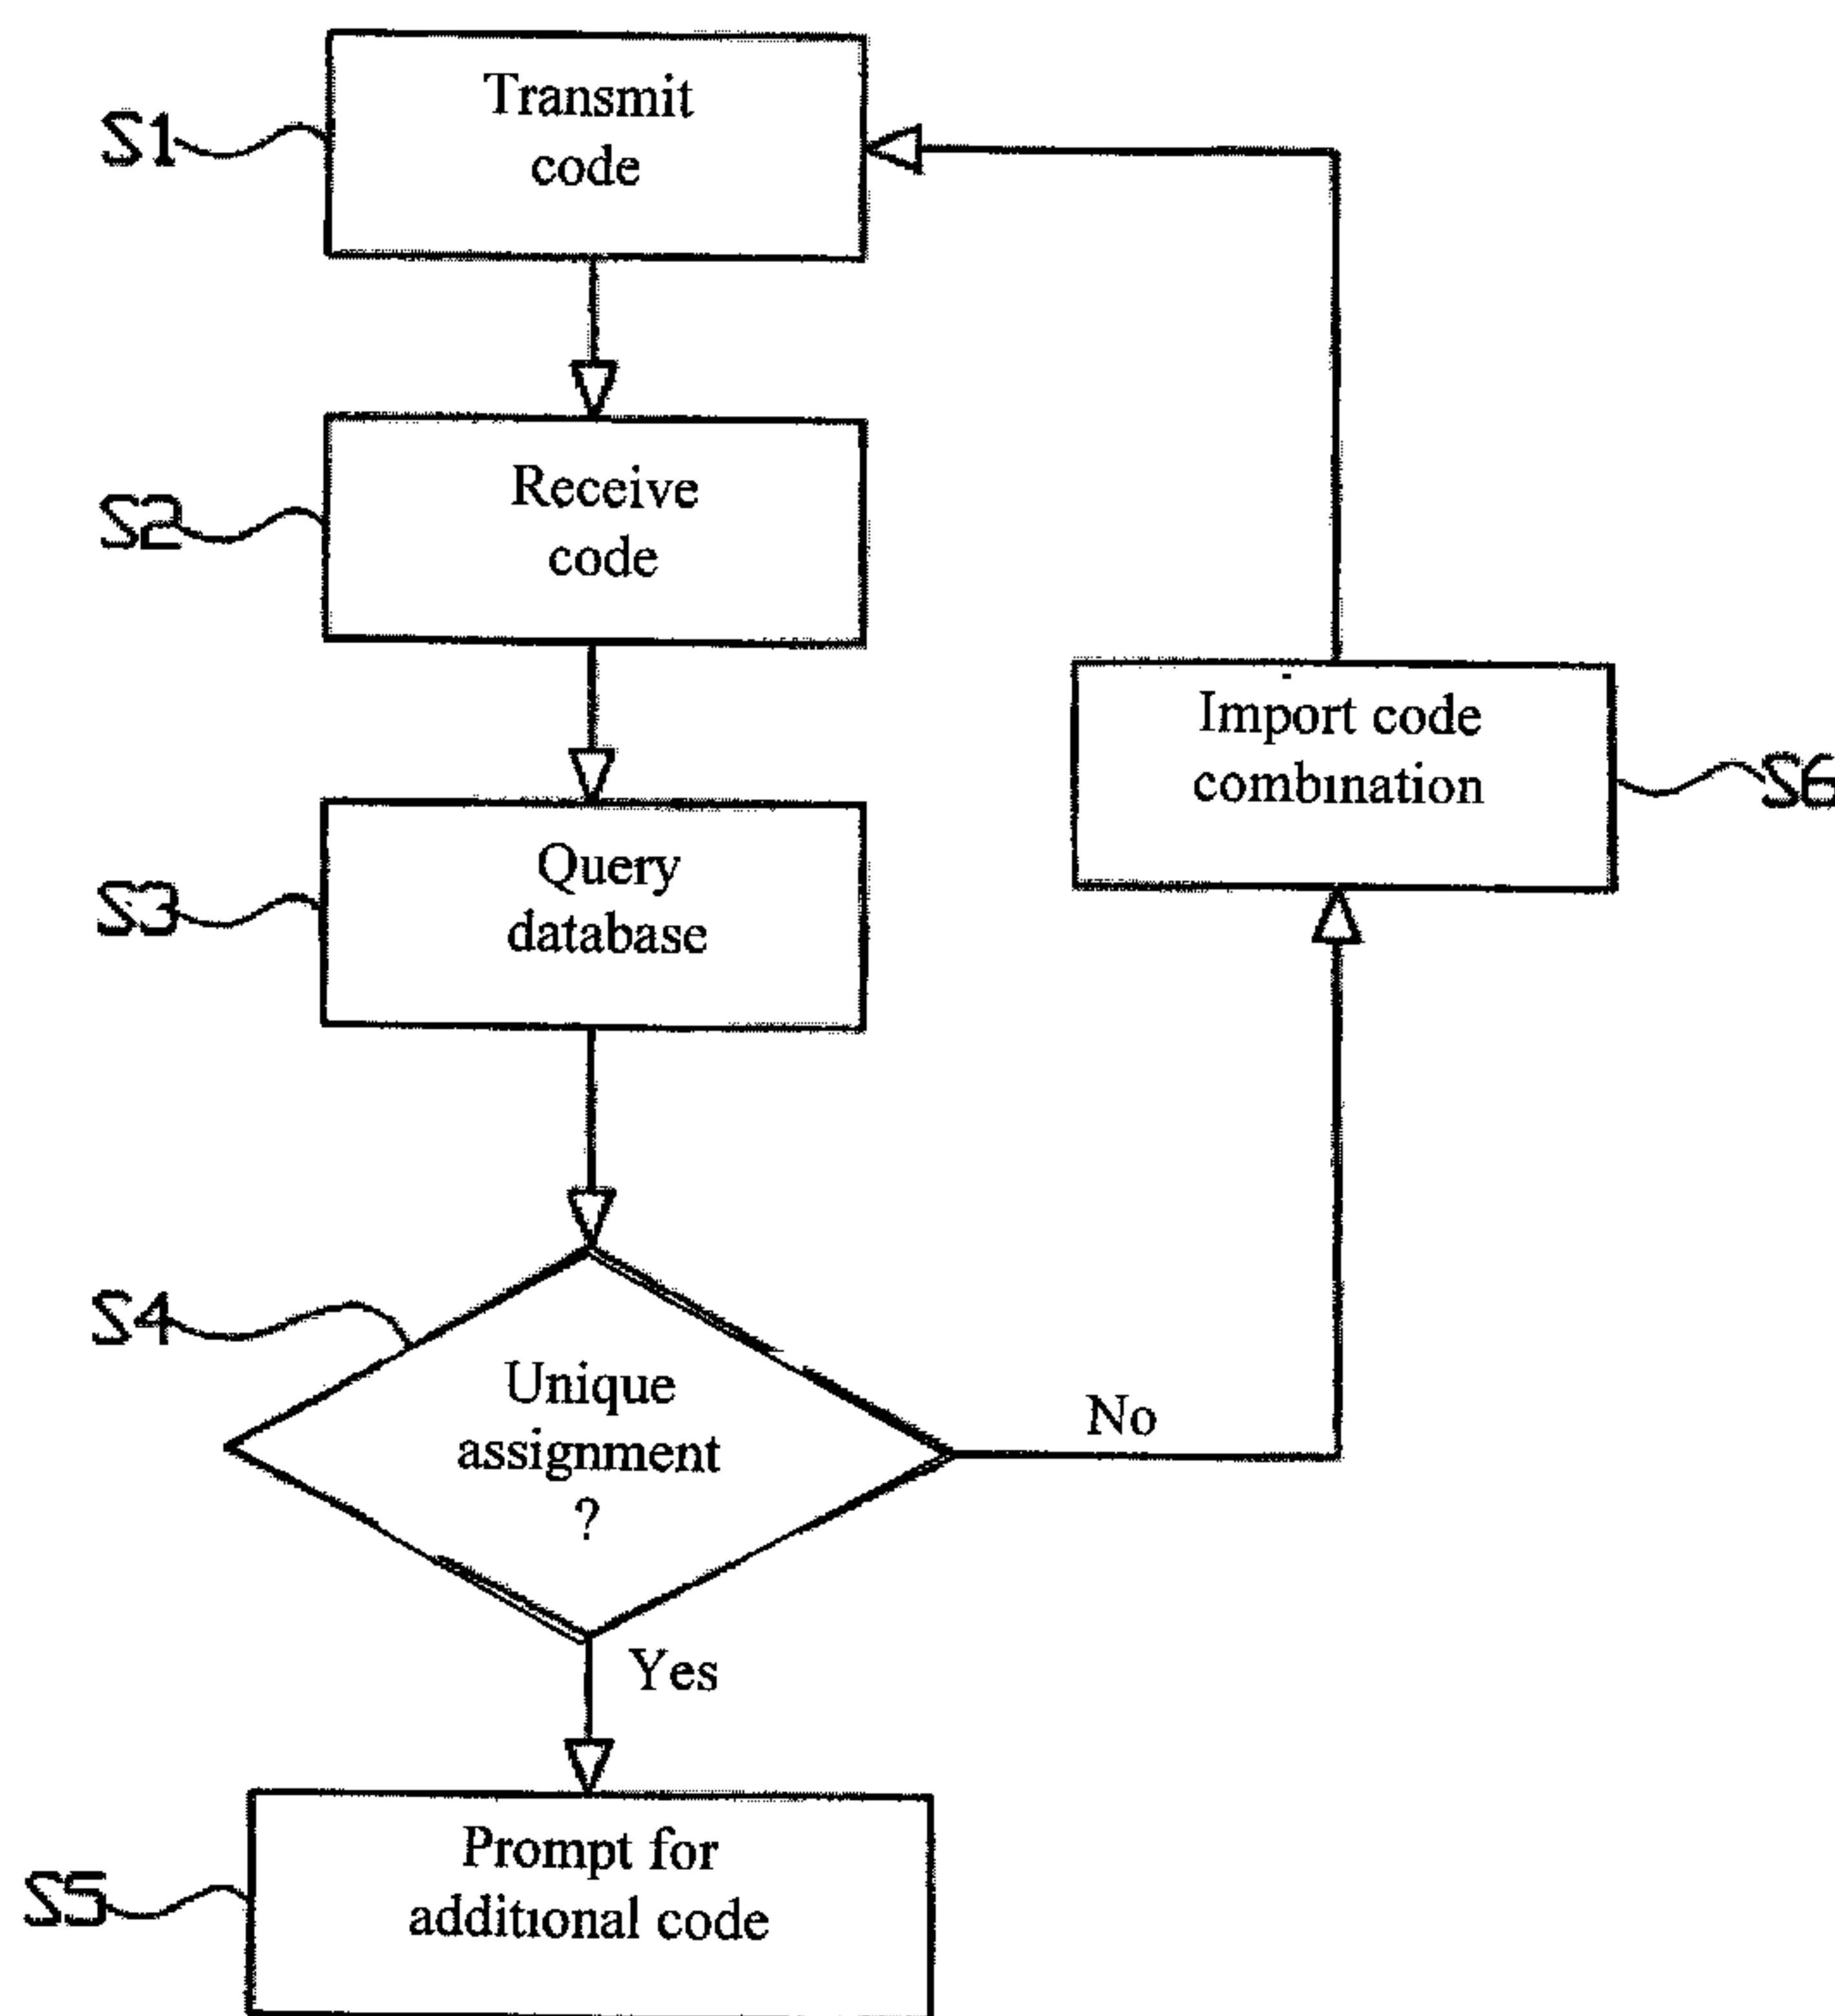 Transmit
code
S1
Receive
code
S2
Import code
combination
S6
Query
database
S3
S4
Unique
assignment
?
No
Yes
Prompt for
additional code
S5